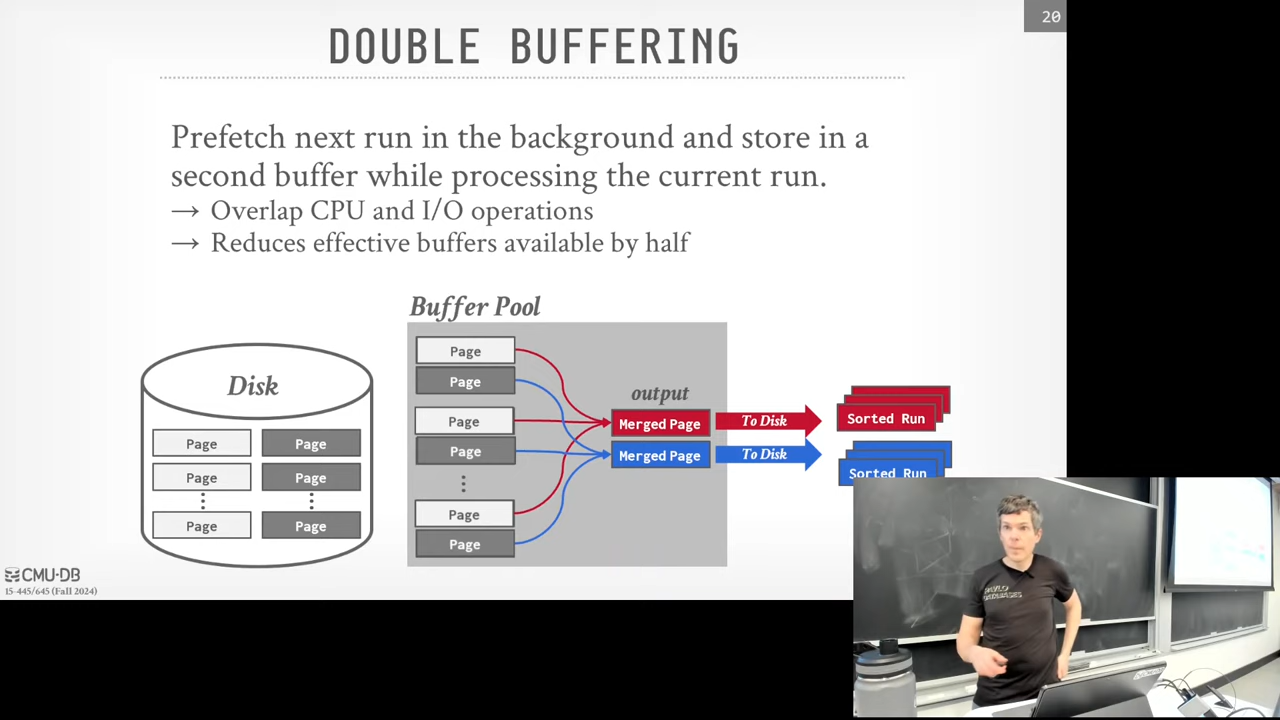 20
DOUBLE BUFFERING
Prefetch next run in the background and store in a
second buffer while processing the current run.
→ Overlap CPU and I/O operations
→ Reduces effective buffers available by half
Buffer Pool
Disk
Page Page
Page Page
⋮ ⋮
Page Page
Page
Page
Page
Page
⋮
Page
Page
output
Merged Page
Merged Page
To Disk
To Disk
Sorted Run
Sorted Run
CMU·DB
15-445/645 (Fall 2024)